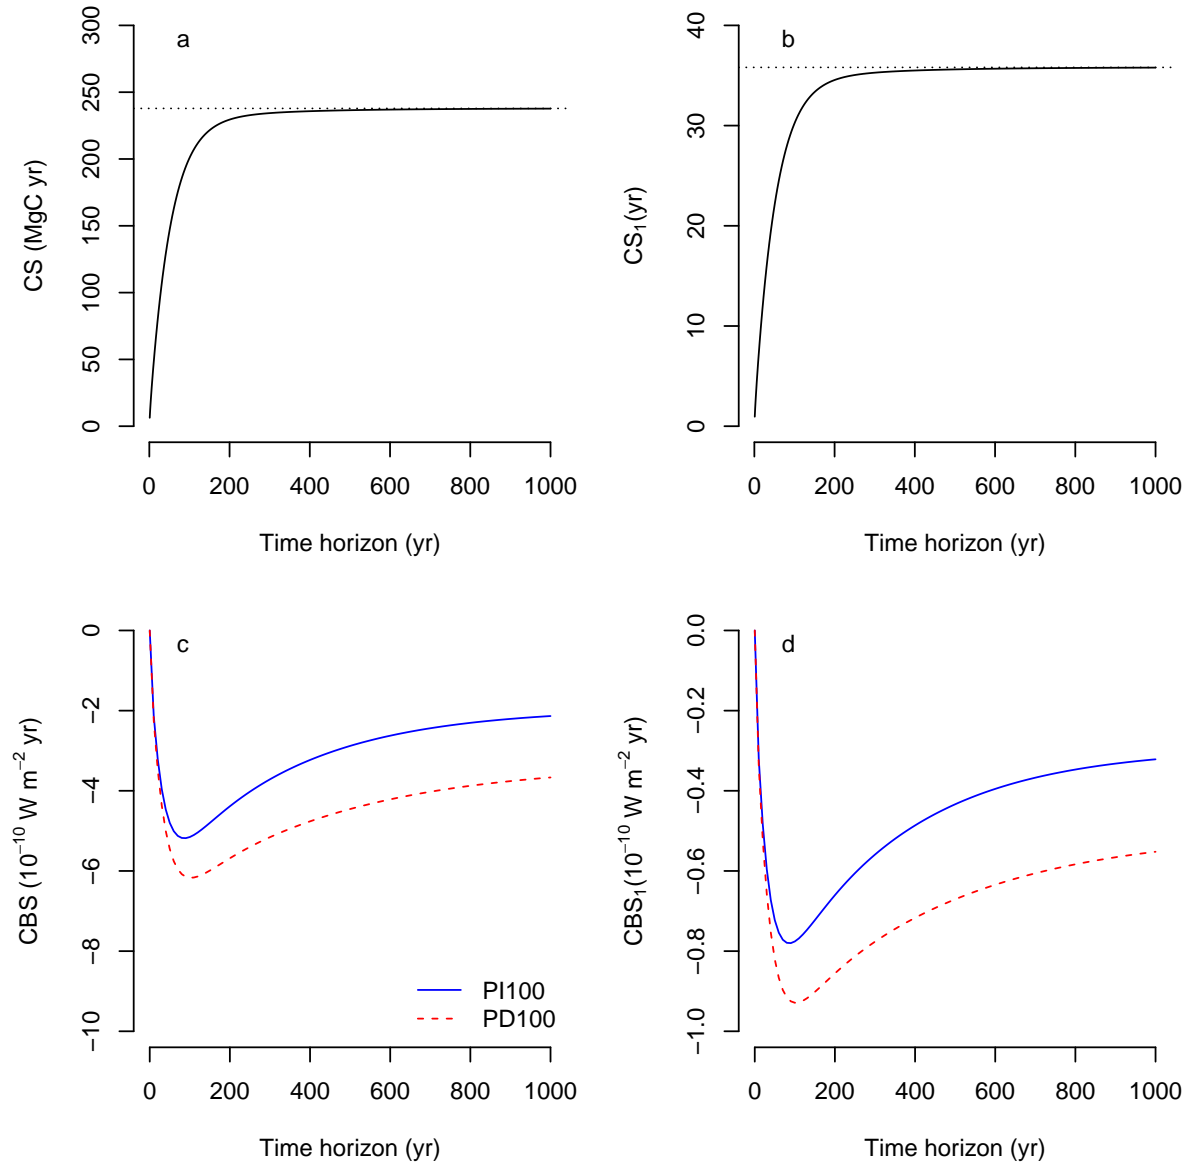 a
CS (MgC yr)
0
50
100
150
200
250
300
0 200 400 600 800 1000
Time horizon (yr)
b
CS₁(yr)
0
10
20
30
40
0 200 400 600 800 1000
Time horizon (yr)
c
CBS (10⁻¹⁰ W m⁻² yr)
−10
−8
−6
−4
−2
0
PI100
PD100
0 200 400 600 800 1000
Time horizon (yr)
d
CBS₁(10⁻¹⁰ W m⁻² yr)
−1.0
−0.8
−0.6
−0.4
−0.2
0.0
0 200 400 600 800 1000
Time horizon (yr)